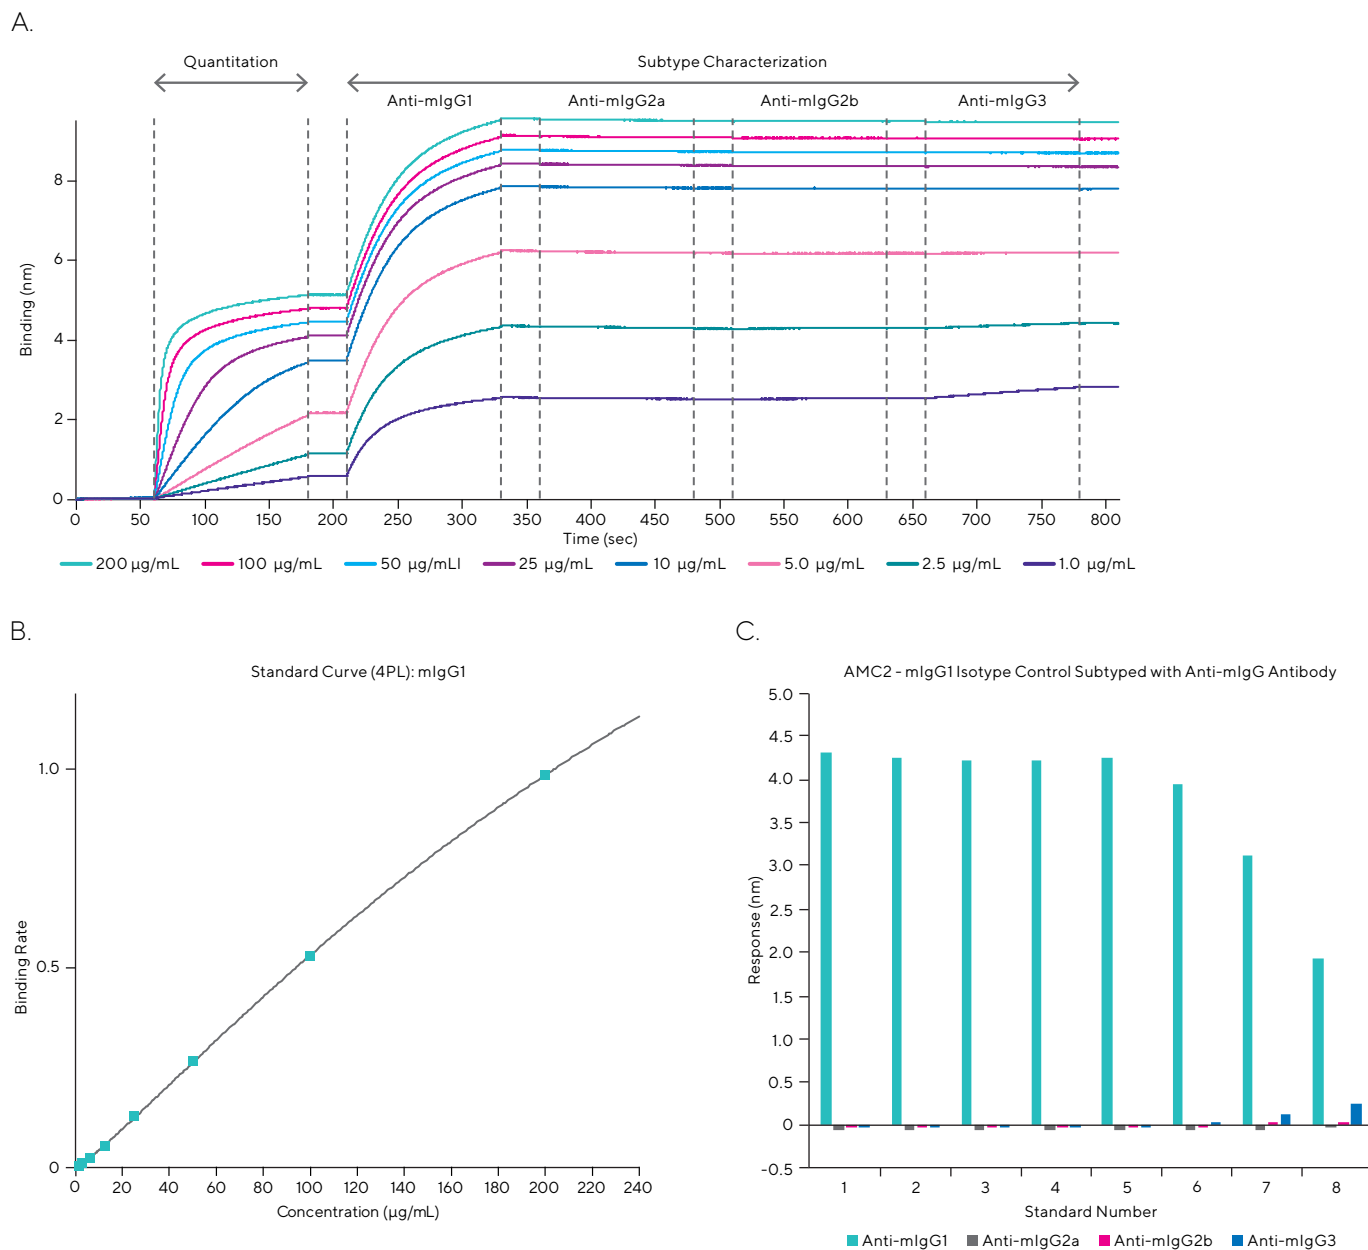 A.
Quantitation
Subtype Characterization
Anti-mIgG1 Anti-mIgG2a Anti-mIgG2b Anti-mIgG3
Binding (nm)
8
6
4
2
0
0 50 100 150 200 250 300 350 400 450 500 550 600 650 700 750 800
Time (sec)
200 µg/mL 100 µg/mL 50 µg/mLl 25 µg/mL 10 µg/mL 5.0 µg/mL 2.5 µg/mL 1.0 µg/mL
B.
Standard Curve (4PL): mIgG1
Binding Rate
1.0
0.5
0
0 20 40 60 80 100 120 140 160 180 200 220 240
Concentration (µg/mL)
C.
AMC2 - mIgG1 Isotype Control Subtyped with Anti-mIgG Antibody
Response (nm)
5.0
4.5
4.0
3.5
3.0
2.5
2.0
1.5
1.0
0.5
0
-0.5
1 2 3 4 5 6 7 8
Standard Number
Anti-mIgG1 Anti-mIgG2a Anti-mIgG2b Anti-mIgG3